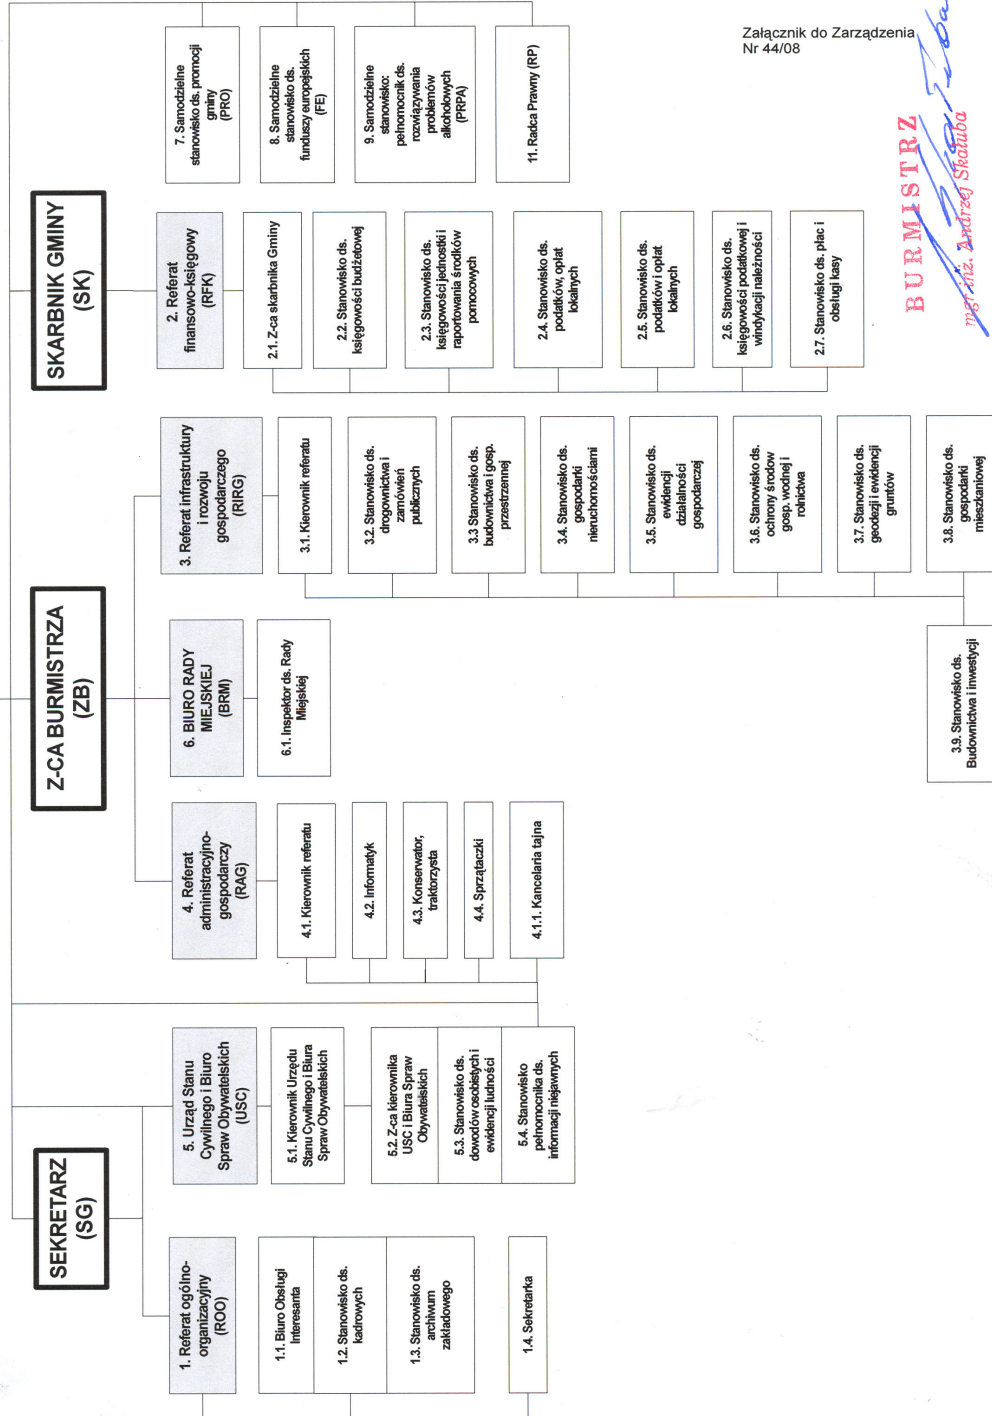 Załącznik do Zarządzenia
Nr 44/08
SEKRETARZ
(SG)
Z-CA BURMISTRZA
(ZB)
SKARBNIK GMINY
(SK)
1. Referat ogólno-
organizacyjny
(ROO)
1.1. Biuro Obsługi
Interesanta
1.2. Stanowisko ds.
kadrowych
1.3. Stanowisko ds.
archiwum
zakładowego
1.4. Sekretarka
5. Urząd Stanu
Cywilnego i Biuro
Spraw Obywatelskich
(USC)
5.1. Kierownik Urzędu
Stanu Cywilnego i Biura
Spraw Obywatelskich
5.2. Z-ca kierownika
USC i Biura Spraw
Obywatelskich
5.3. Stanowisko ds.
dowodów osobistych i
ewidencji ludności
5.4. Stanowisko
pełnomocnika ds.
informacji niejawnych
4. Referat
administracyjno-
gospodarczy
(RAG)
4.1. Kierownik referatu
4.2. Informatyk
4.3. Konserwator,
traktorzysta
4.4. Sprzątaczki
4.1.1. Kancelaria tajna
6. BIURO RADY
MIEJSKIEJ
(BRM)
6.1. Inspektor ds. Rady
Miejskiej
3. Referat infrastruktury
i rozwoju
gospodarczego
(RIRG)
3.1. Kierownik referatu
3.2. Stanowisko ds.
drogownictwa i
zamówień
publicznych
3.3 Stanowisko ds.
budownictwa i gosp.
przestrzennej
3.4. Stanowisko ds.
gospodarki
nieruchomościami
3.5. Stanowisko ds.
ewidencji
działalności
gospodarczej
3.6. Stanowisko ds.
ochrony środow
gosp. wodnej i
rolnictwa
3.7. Stanowisko ds.
geodezji i ewidencji
gruntów
3.8. Stanowisko ds.
gospodarki
mieszkaniowej
3.9. Stanowisko ds.
Budownictwa i inwestycji
2. Referat
finansowo-księgowy
(RFK)
2.1. Z-ca skarbnika Gminy
2.2. Stanowisko ds.
księgowości budżetowej
2.3. Stanowisko ds.
księgowości jednostki i
raportowania środków
pomocowych
2.4. Stanowisko ds.
podatków, opłat
lokalnych
2.5. Stanowisko ds.
podatków i opłat
lokalnych
2.6. Stanowisko ds.
księgowości podatkowej i
windykacji należności
2.7. Stanowisko ds. płac i
obsługi kasy
7. Samodzielne
stanowisko ds. promocji
gminy
(PRO)
8. Samodzielne
stanowisko ds.
funduszy europejskich
(FE)
9. Samodzielne
stanowisko:
pełnomocnik ds.
rozwiązywania
problemów
alkoholowych
(PRPA)
11. Radca Prawny (RP)
BURMISTRZ
mgr inż. Andrzej Skałuba